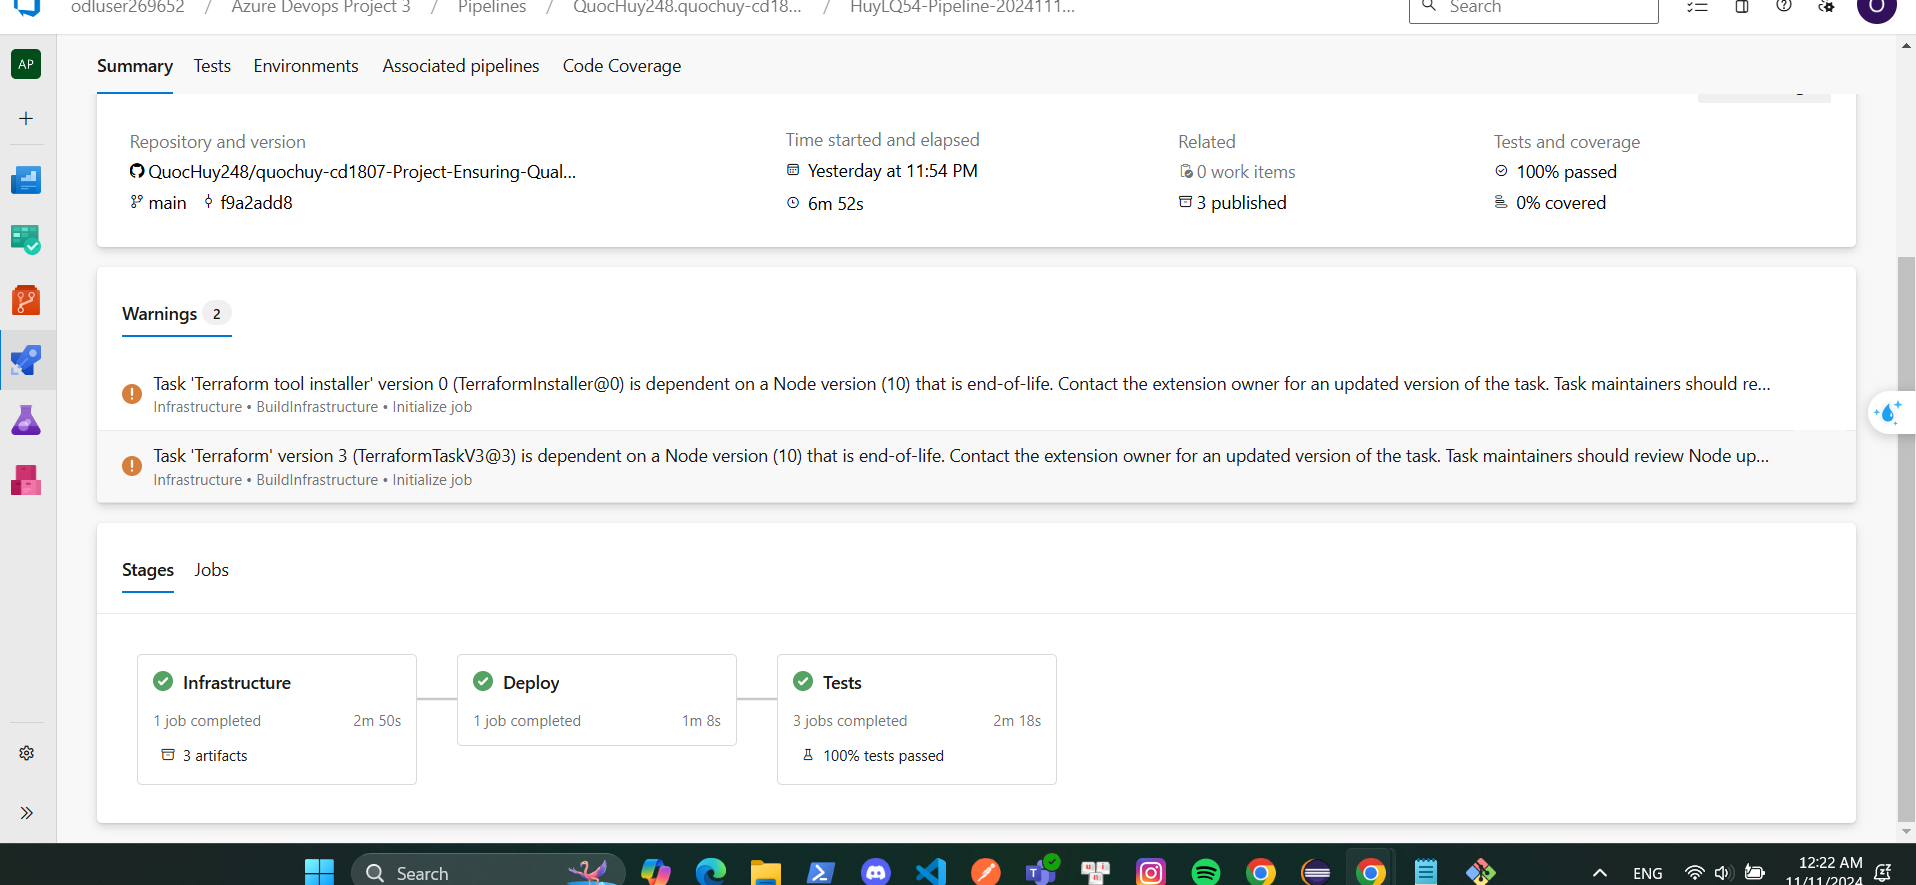 odluser269652 / Azure Devops Project 3 / Pipelines / QuocHuy248.quochuy-cd18... / HuyLQ54-Pipeline-2024111...
Search
O
AP
Summary Tests Environments Associated pipelines Code Coverage
Repository and version
QuocHuy248/quochuy-cd1807-Project-Ensuring-Qual...
main f9a2add8
Time started and elapsed
Yesterday at 11:54 PM
6m 52s
Related
0 work items
3 published
Tests and coverage
100% passed
0% covered
Warnings 2
Task 'Terraform tool installer' version 0 (TerraformInstaller@0) is dependent on a Node version (10) that is end-of-life. Contact the extension owner for an updated version of the task. Task maintainers should re...
Infrastructure • BuildInfrastructure • Initialize job
Task 'Terraform' version 3 (TerraformTaskV3@3) is dependent on a Node version (10) that is end-of-life. Contact the extension owner for an updated version of the task. Task maintainers should review Node up...
Infrastructure • BuildInfrastructure • Initialize job
Stages Jobs
Infrastructure
1 job completed 2m 50s
3 artifacts
Deploy
1 job completed 1m 8s
Tests
3 jobs completed 2m 18s
100% tests passed
Search
ENG
12:22 AM
11/11/2024